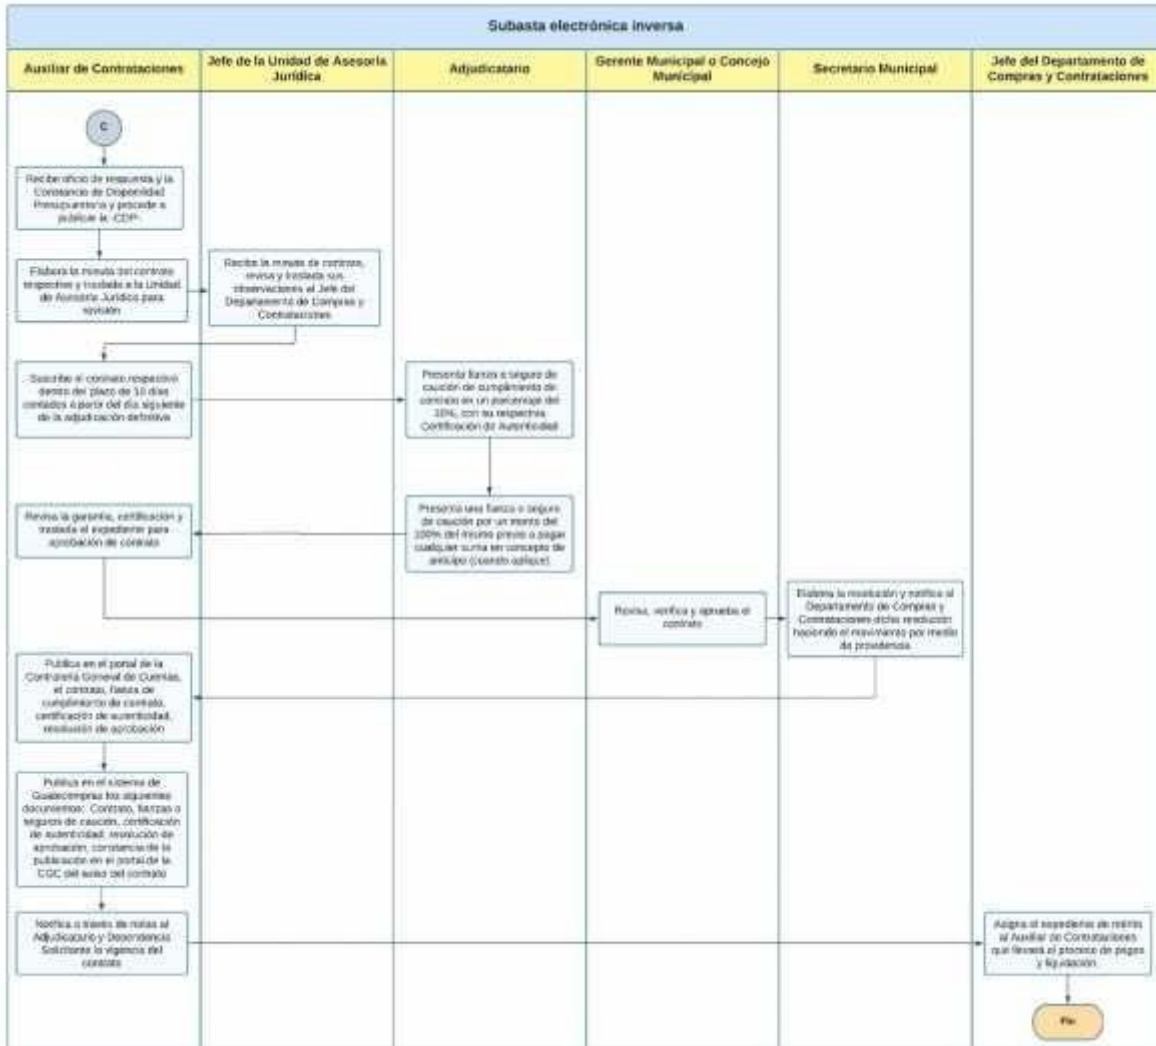 Subasta electrónica inversa
Auxiliar de Contrataciones
Jefe de la Unidad de Asesoría
Jurídica
Adjudicatario
Gerente Municipal o Concejo
Municipal
Secretario Municipal
Jefe del Departamento de
Compras y Contrataciones
C
Recibe oficio de respuesta y la
Constancia de Disponibilidad
Presupuestaria y procede a
publicar la -CDP-
Elabora la minuta del contrato
respectivo y traslada a la Unidad
de Asesoría Jurídica para
revisión
Recibe la minuta de contrato,
revisa y traslada sus
observaciones al Jefe del
Departamento de Compras y
Contrataciones
Suscribe el contrato respectivo
dentro del plazo de 10 días
contados a partir del día siguiente
de la adjudicación definitiva
Presenta fianza o seguro de
caución de cumplimiento de
contrato en un porcentaje del
10%, con su respectiva
Certificación de Autenticidad
Presenta una fianza o seguro
de caución por un monto del
100% del mismo previo a pagar
cualquier suma en concepto de
anticipo (cuando aplique)
Revisa la garantía, certificación y
traslada el expediente para
aprobación de contrato
Revisa, verifica y aprueba el
contrato
Elabora la resolución y notifica al
Departamento de Compras y
Contrataciones dicha resolución
haciendo el movimiento por medio
de providencia
Publica en el portal de la
Contraloría General de Cuentas,
el contrato, fianza de
cumplimiento de contrato,
certificación de autenticidad,
resolución de aprobación
Publica en el sistema de
Guatecompras los siguientes
documentos: Contrato, fianzas o
seguros de caución, certificación
de autenticidad, resolución de
aprobación, constancia de la
publicación en el portal de la
CGC del aviso del contrato
Notifica a través de notas al
Adjudicatario y Dependencia
Solicitante la vigencia del
contrato
Asigna el expediente de mérito
al Auxiliar de Contrataciones
que llevará el proceso de pagos
y liquidación
Fin